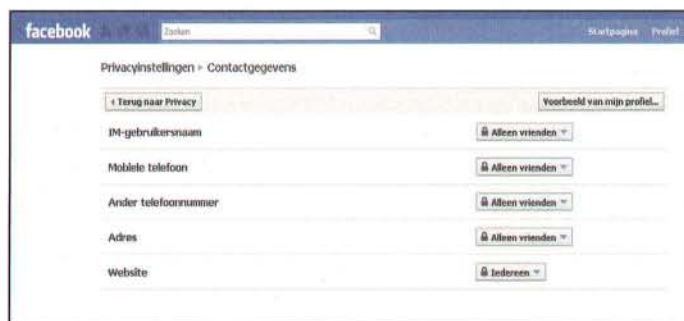 facebook Zoeken Startpagina Profiel
Privacyinstellingen > Contactgegevens
‹ Terug naar Privacy Voorbeeld van mijn profiel...
IM-gebruikersnaam Alleen vrienden
Mobiele telefoon Alleen vrienden
Ander telefoonnummer Alleen vrienden
Adres Alleen vrienden
Website Iedereen